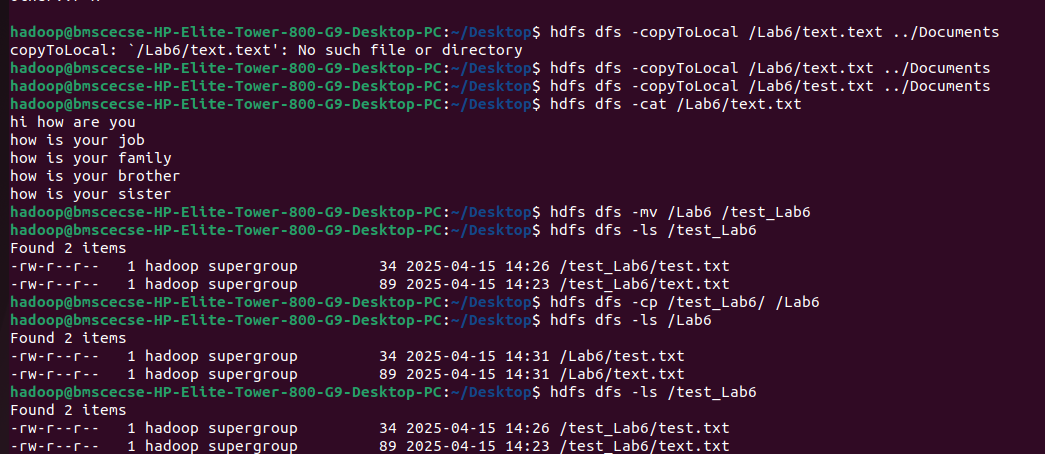 hadoop@bmscecse-HP-Elite-Tower-800-G9-Desktop-PC:~/Desktop$ hdfs dfs -copyToLocal /Lab6/text.text ../Documents
copyToLocal: `/Lab6/text.text': No such file or directory
hadoop@bmscecse-HP-Elite-Tower-800-G9-Desktop-PC:~/Desktop$ hdfs dfs -copyToLocal /Lab6/text.txt ../Documents
hadoop@bmscecse-HP-Elite-Tower-800-G9-Desktop-PC:~/Desktop$ hdfs dfs -copyToLocal /Lab6/test.txt ../Documents
hadoop@bmscecse-HP-Elite-Tower-800-G9-Desktop-PC:~/Desktop$ hdfs dfs -cat /Lab6/text.txt
hi how are you
how is your job
how is your family
how is your brother
how is your sister
hadoop@bmscecse-HP-Elite-Tower-800-G9-Desktop-PC:~/Desktop$ hdfs dfs -mv /Lab6 /test_Lab6
hadoop@bmscecse-HP-Elite-Tower-800-G9-Desktop-PC:~/Desktop$ hdfs dfs -ls /test_Lab6
Found 2 items
-rw-r--r--   1 hadoop supergroup         34 2025-04-15 14:26 /test_Lab6/test.txt
-rw-r--r--   1 hadoop supergroup         89 2025-04-15 14:23 /test_Lab6/text.txt
hadoop@bmscecse-HP-Elite-Tower-800-G9-Desktop-PC:~/Desktop$ hdfs dfs -cp /test_Lab6/ /Lab6
hadoop@bmscecse-HP-Elite-Tower-800-G9-Desktop-PC:~/Desktop$ hdfs dfs -ls /Lab6
Found 2 items
-rw-r--r--   1 hadoop supergroup         34 2025-04-15 14:31 /Lab6/test.txt
-rw-r--r--   1 hadoop supergroup         89 2025-04-15 14:31 /Lab6/text.txt
hadoop@bmscecse-HP-Elite-Tower-800-G9-Desktop-PC:~/Desktop$ hdfs dfs -ls /test_Lab6
Found 2 items
-rw-r--r--   1 hadoop supergroup         34 2025-04-15 14:26 /test_Lab6/test.txt
-rw-r--r--   1 hadoop supergroup         89 2025-04-15 14:23 /test_Lab6/text.txt